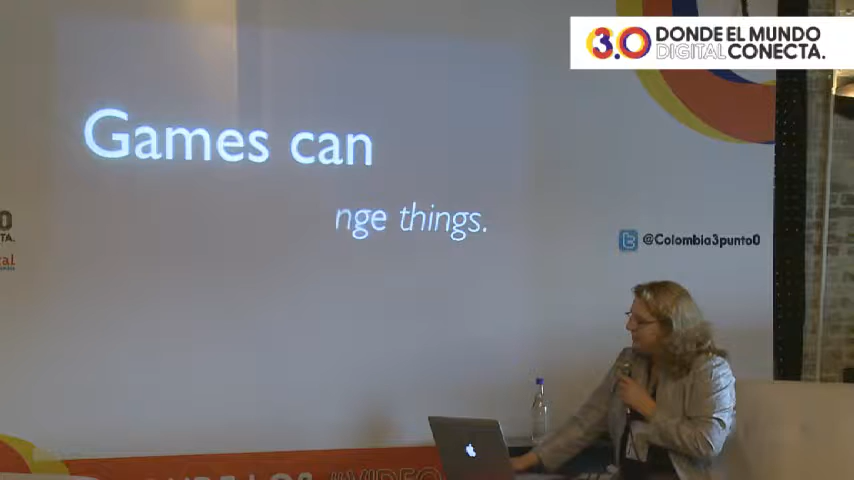 3.0 DONDE EL MUNDO
DIGITAL CONECTA.
Games can
nge things.
@Colombia3punto0